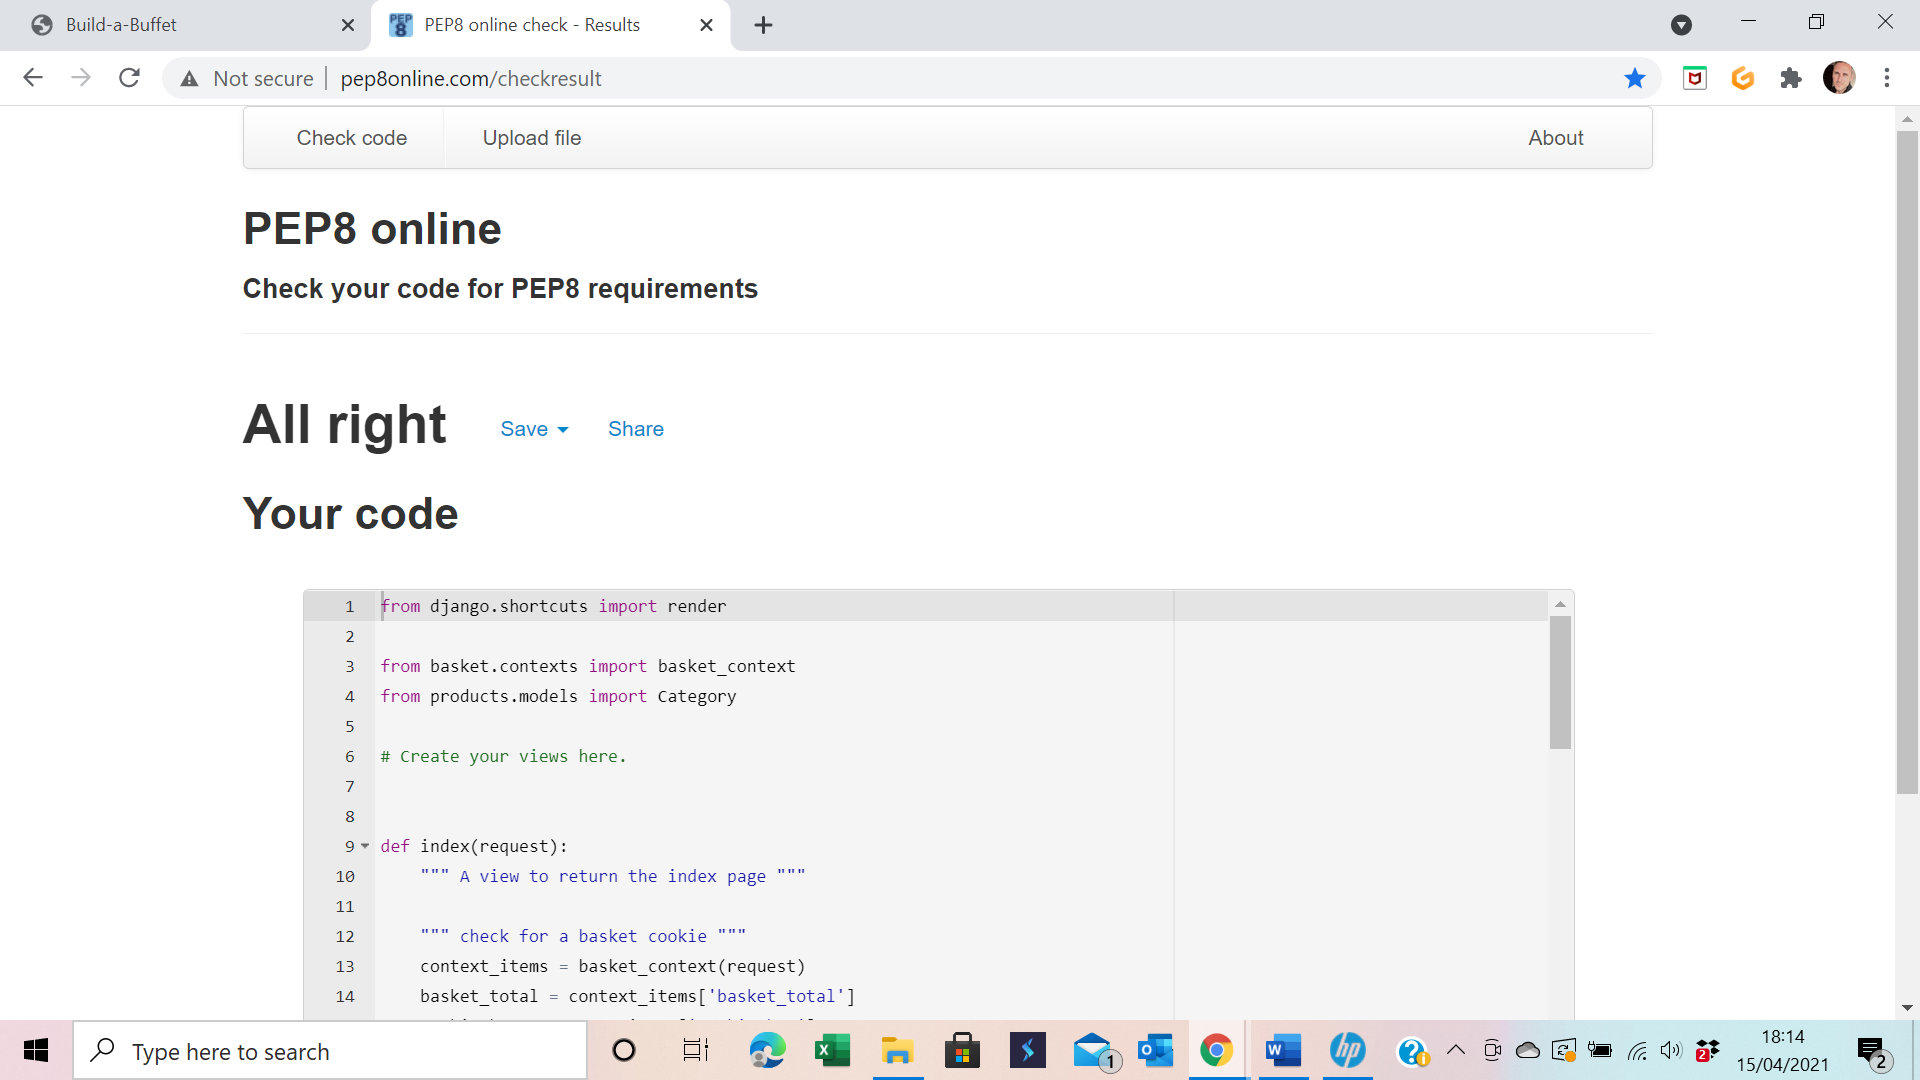 Build-a-Buffet
PEP8 online check - Results
Not secure
pep8online.com/checkresult
Check code
Upload file
About
PEP8 online
Check your code for PEP8 requirements
All right
Save
Share
Your code
1 from django.shortcuts import render
2
3 from basket.contexts import basket_context
4 from products.models import Category
5
6 # Create your views here.
7
8
9 def index(request):
10 """ A view to return the index page """
11
12 """ check for a basket cookie """
13 context_items = basket_context(request)
14 basket_total = context_items['basket_total']
Type here to search
1
2
18:14
15/04/2021
2